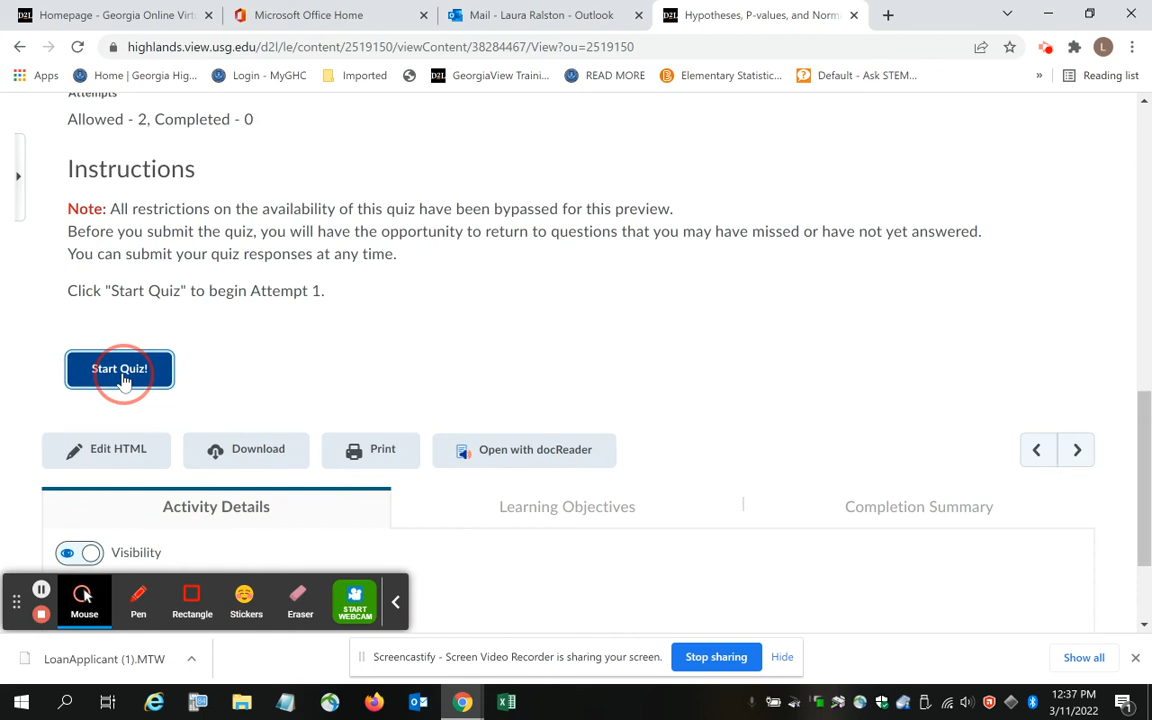 Homepage - Georgia Online Virt
Microsoft Office Home
Mail - Laura Ralston - Outlook
Hypotheses, P-values, and Norma
highlands.view.usg.edu/d2l/le/content/2519150/viewContent/38284467/View?ou=2519150
L
Apps
Home | Georgia Hig...
Login - MyGHC
Imported
D2L
GeorgiaView Traini...
READ MORE
Elementary Statistic...
Default - Ask STEM...
»
Reading list
Attempts
Allowed - 2, Completed - 0
Instructions
Note: All restrictions on the availability of this quiz have been bypassed for this preview.
Before you submit the quiz, you will have the opportunity to return to questions that you may have missed or have not yet answered.
You can submit your quiz responses at any time.
Click "Start Quiz" to begin Attempt 1.
Start Quiz!
Edit HTML
Download
Print
Open with docReader
Activity Details
Learning Objectives
Completion Summary
Visibility
Mouse
Pen
Rectangle
Stickers
Eraser
START
WEBCAM
LoanApplicant (1).MTW
Screencastify - Screen Video Recorder is sharing your screen.
Stop sharing
Hide
Show all
12:37 PM
3/11/2022